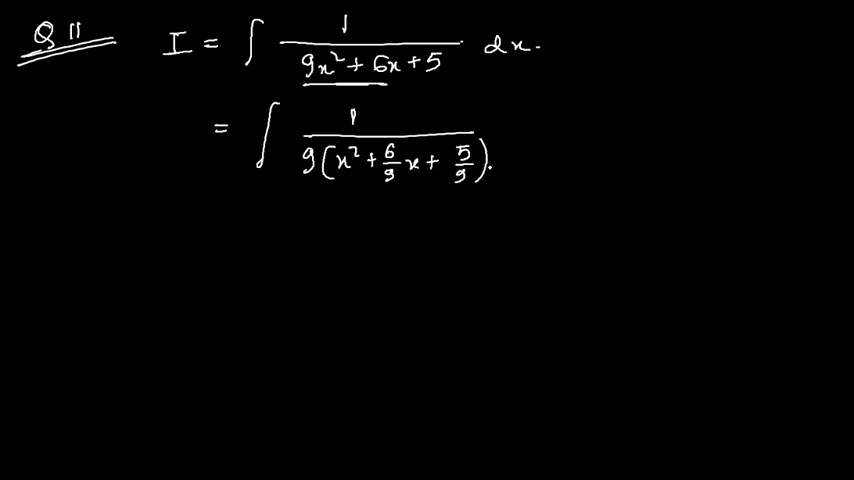 Q 11 I = ∫ 1/(9x² + 6x + 5) dx.
= ∫ 1/(9(x² + 6/9 x + 5/9)).